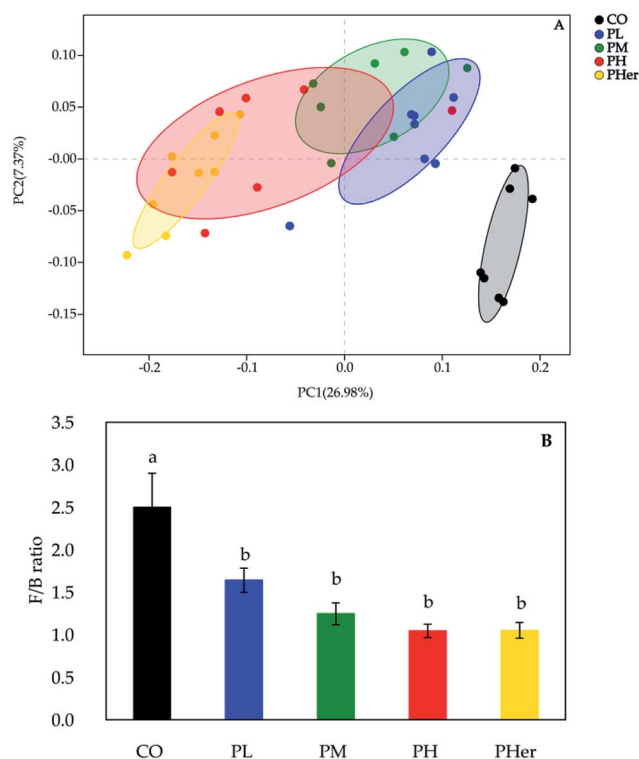 A
CO
PL
PM
PH
PHer
0.10
0.05
-0.00
-0.05
-0.10
-0.15
PC2(7.37%)
-0.2 -0.1 0.0 0.1 0.2
PC1(26.98%)
B
3.5
3.0
2.5
2.0
1.5
1.0
0.5
0.0
F/B ratio
a
b
b
b
b
CO PL PM PH PHer